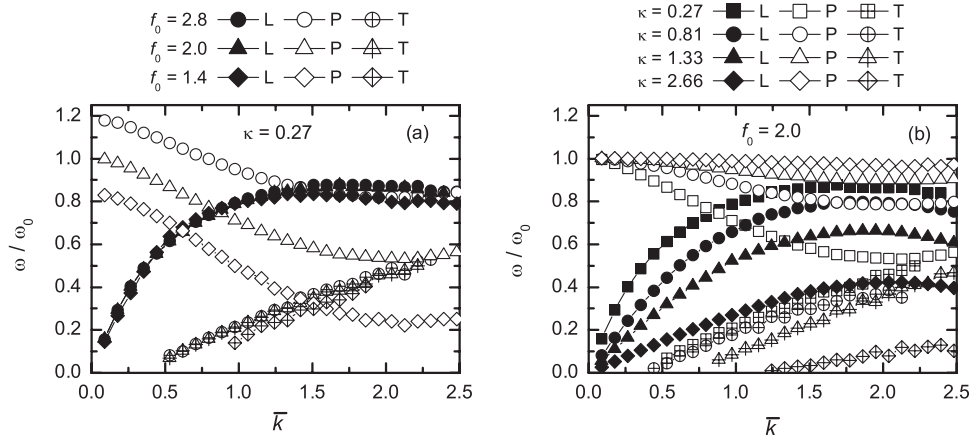 f0 = 2.8 L P T
f0 = 2.0 L P T
f0 = 1.4 L P T
κ = 0.27 L P T
κ = 0.81 L P T
κ = 1.33 L P T
κ = 2.66 L P T
κ = 0.27 (a)
1.2
1.0
0.8
0.6
0.4
0.2
0.0
ω / ω0
0.0 0.5 1.0 1.5 2.0 2.5
k̅
f0 = 2.0 (b)
1.2
1.0
0.8
0.6
0.4
0.2
0.0
ω / ω0
0.0 0.5 1.0 1.5 2.0 2.5
k̅